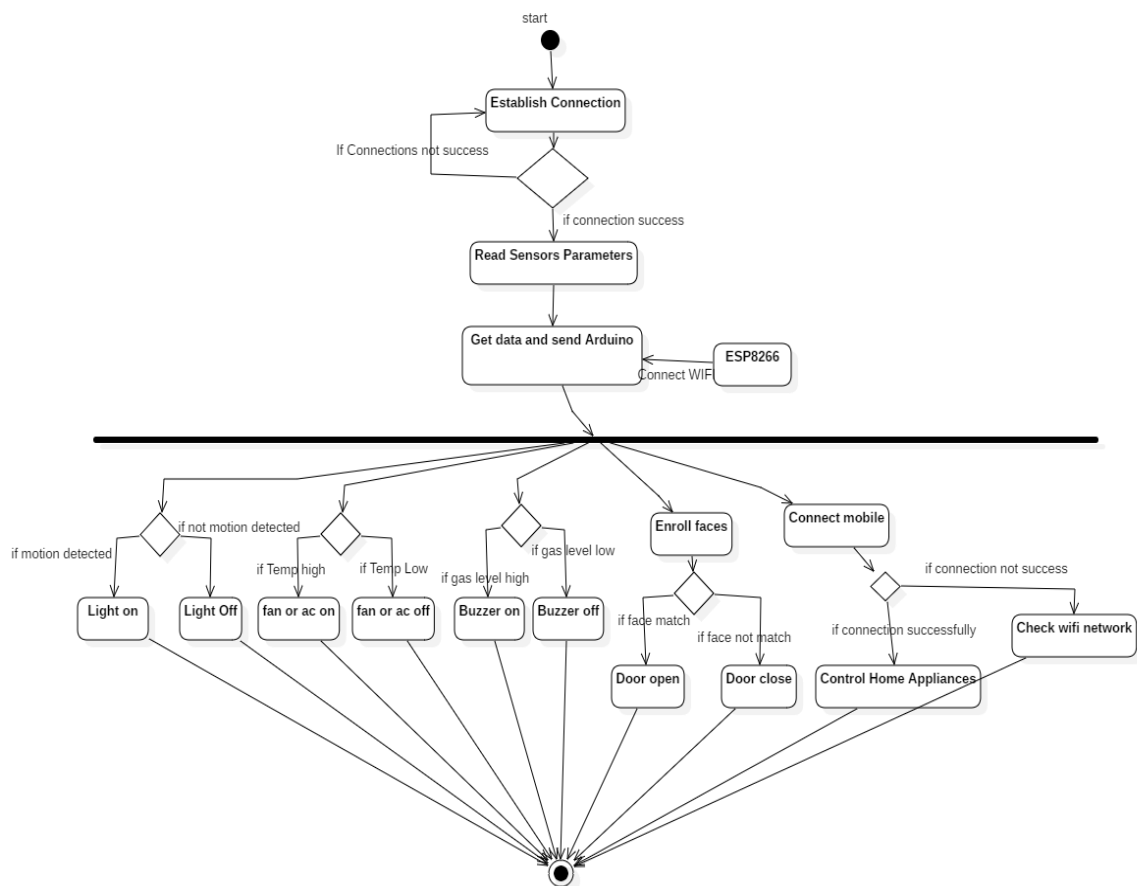 start
Establish Connection
If Connections not success
if connection success
Read Sensors Parameters
Get data and send Arduino
ESP8266
Connect WIFI
if motion detected
if not motion detected
if Temp high
if Temp Low
if gas level high
if gas level low
Enroll faces
Connect mobile
if connection not success
Light on
Light Off
fan or ac on
fan or ac off
Buzzer on
Buzzer off
if face match
if face not match
if connection successfully
Check wifi network
Door open
Door close
Control Home Appliances